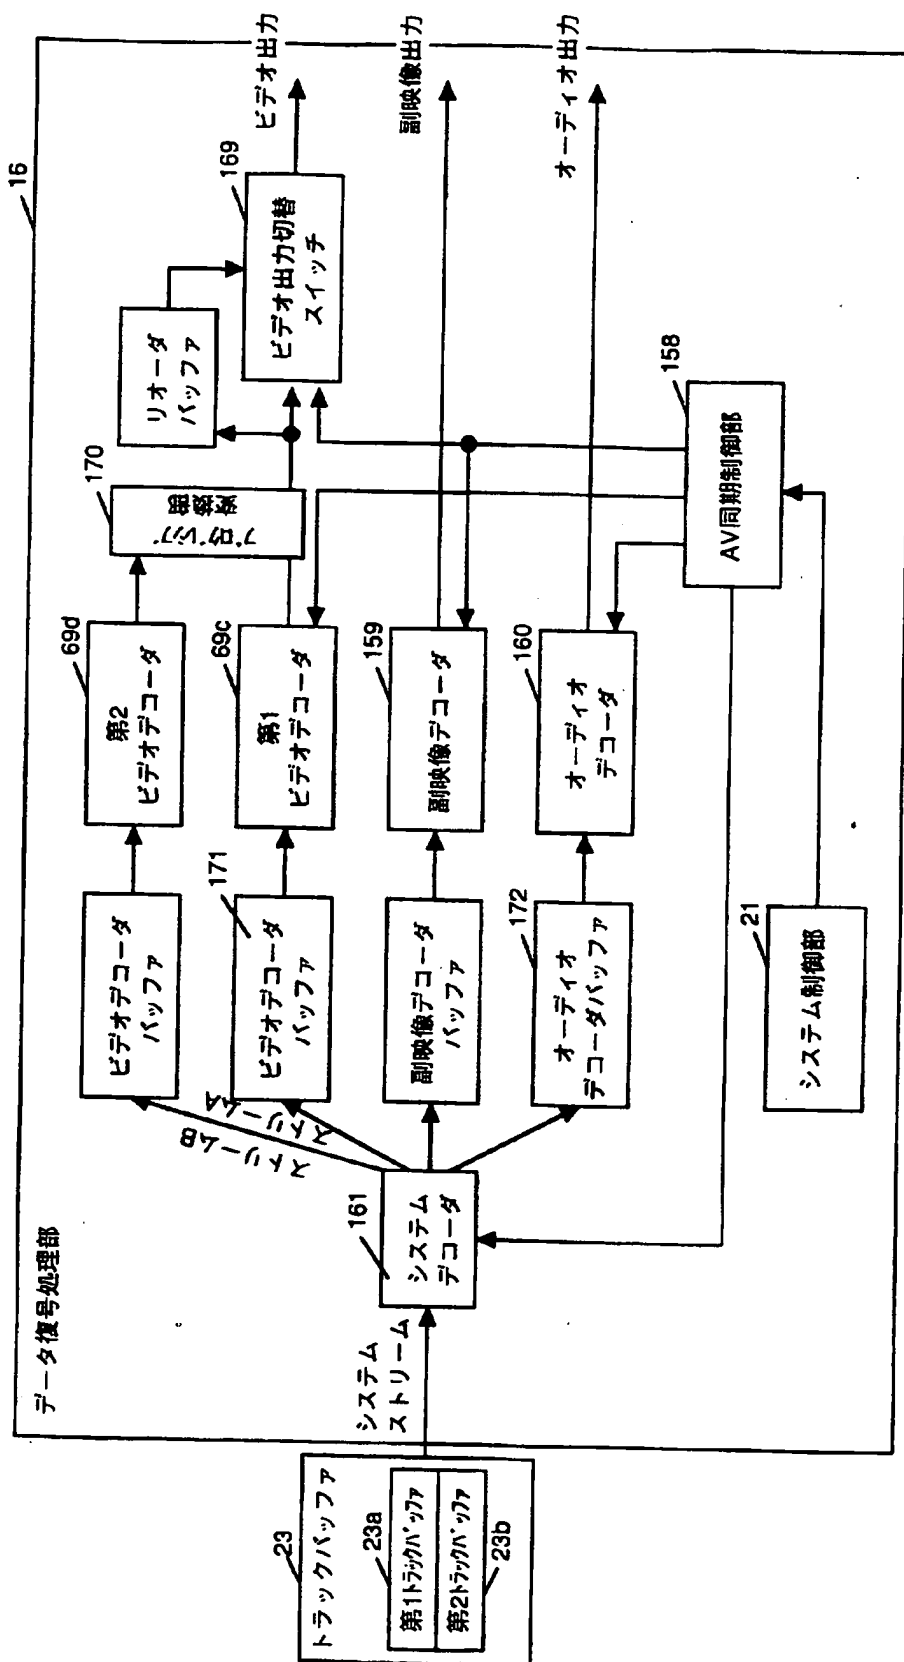 データ復号処理部
16
23
トラックバッファ
23a
第1トラックバッファ
第2トラックバッファ
23b
システム
ストリーム
161
システム
デコーダ
ストリームB
ストリームA
ビデオデコーダ
バッファ
69d
第2
ビデオデコーダ
170
プログレッシブ
変換部
リオーダ
バッファ
169
ビデオ出力切替
スイッチ
ビデオ出力
171
ビデオデコーダ
バッファ
69c
第1
ビデオデコーダ
副映像デコーダ
バッファ
159
副映像デコーダ
副映像出力
172
オーディオ
デコーダバッファ
160
オーディオ
デコーダ
オーディオ出力
21
システム制御部
158
AV同期制御部